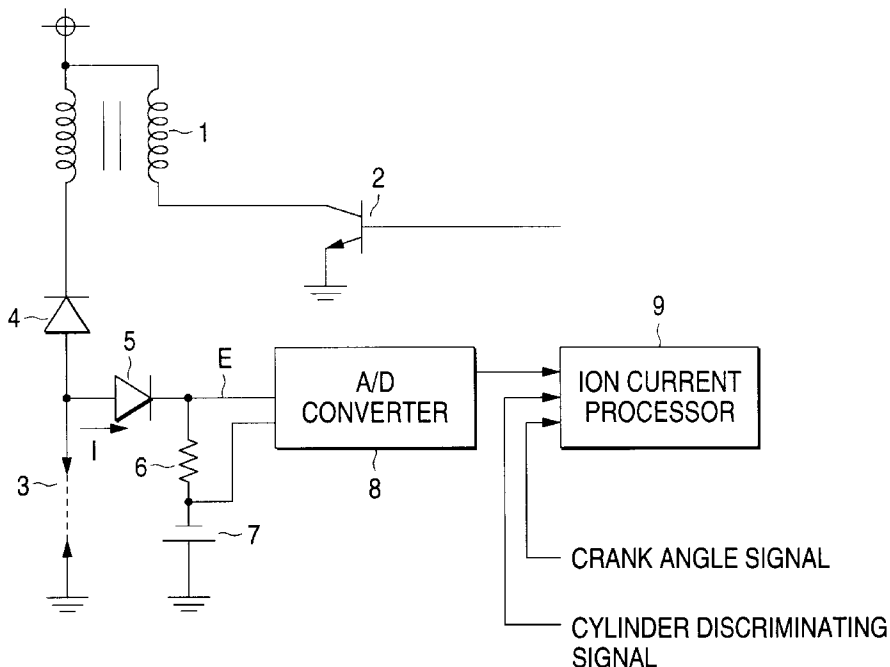 1
2
4
5
E
9
A/D
CONVERTER
ION CURRENT
PROCESSOR
I
3
6
8
7
CRANK ANGLE SIGNAL
CYLINDER DISCRIMINATING
SIGNAL